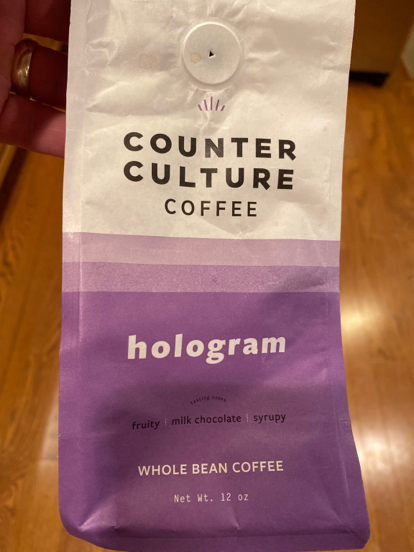 COUNTER
CULTURE
COFFEE
hologram
tasting notes
fruity | milk chocolate | syrupy
WHOLE BEAN COFFEE
Net Wt. 12 oz